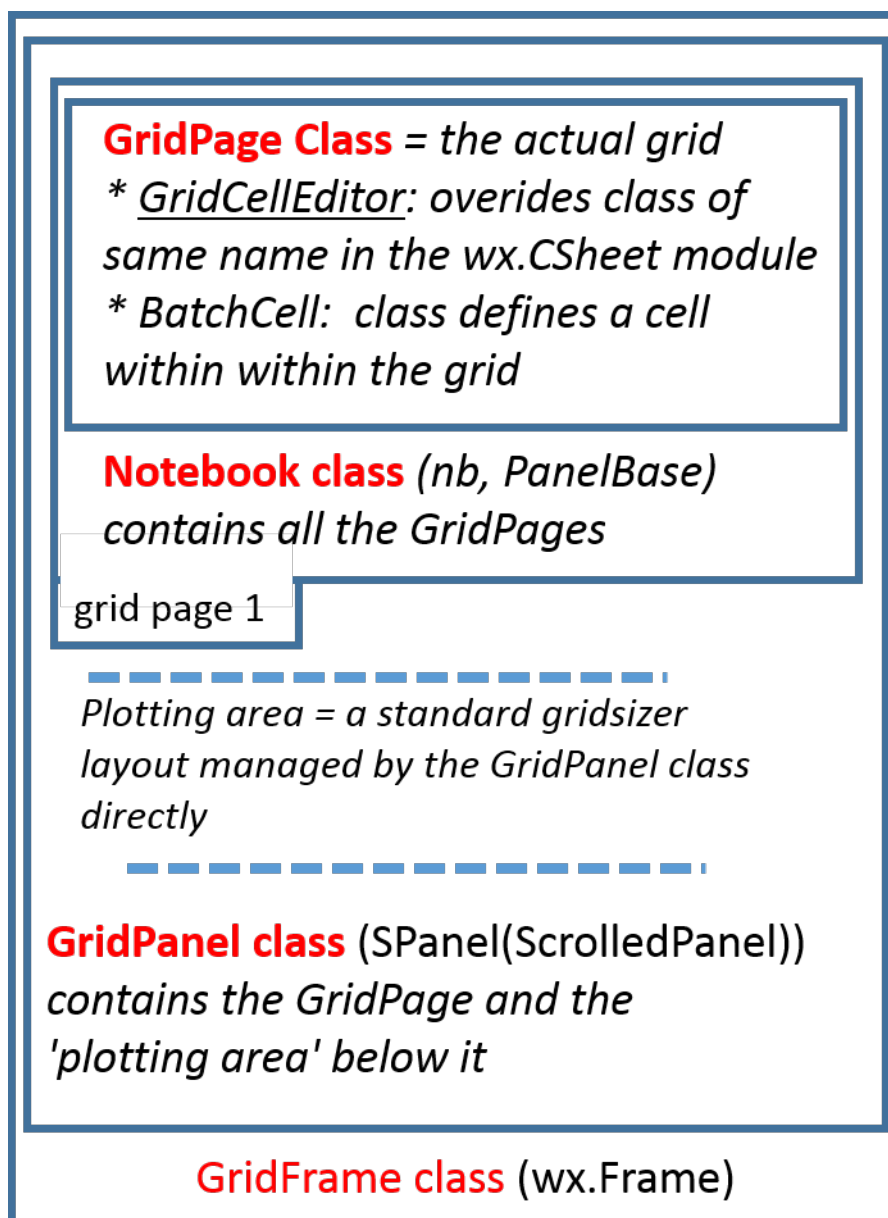 GridPage Class = the actual grid
* GridCellEditor: overides class of
same name in the wx.CSheet module
* BatchCell:  class defines a cell
within within the grid
Notebook class (nb, PanelBase)
contains all the GridPages
grid page 1
Plotting area = a standard gridsizer
layout managed by the GridPanel class
directly
GridPanel class (SPanel(ScrolledPanel))
contains the GridPage and the
'plotting area' below it
GridFrame class (wx.Frame)